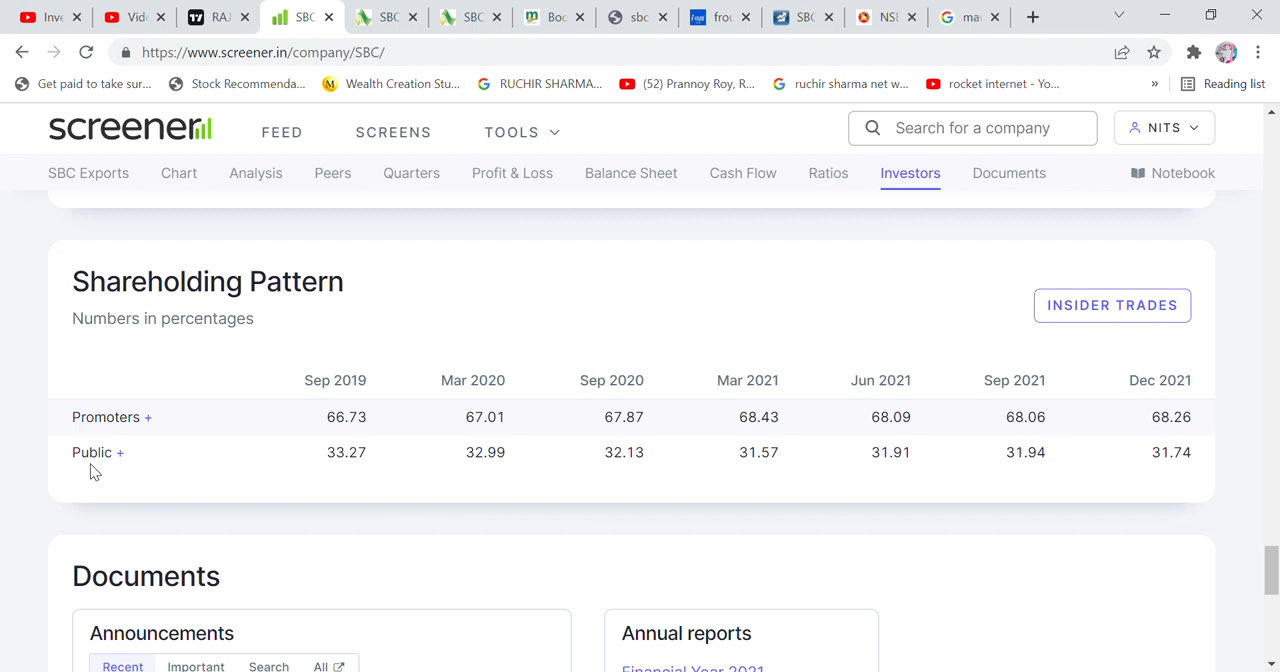 Inve
Vid
RAJ
SBC
SBC
SBC
Boc
sbc
frou
SBC
NSE
mar
https://www.screener.in/company/SBC/
Get paid to take sur...
Stock Recommenda...
Wealth Creation Stu...
RUCHIR SHARMA...
(52) Prannoy Roy, R...
ruchir sharma net w...
rocket internet - Yo...
»
Reading list
screener
FEED
SCREENS
TOOLS
Search for a company
NITS
SBC Exports
Chart
Analysis
Peers
Quarters
Profit & Loss
Balance Sheet
Cash Flow
Ratios
Investors
Documents
Notebook
Shareholding Pattern
Numbers in percentages
INSIDER TRADES
Sep 2019 Mar 2020 Sep 2020 Mar 2021 Jun 2021 Sep 2021 Dec 2021
Promoters + 66.73 67.01 67.87 68.43 68.09 68.06 68.26
Public + 33.27 32.99 32.13 31.57 31.91 31.94 31.74
Documents
Announcements
Recent Important Search All
Annual reports
Financial Year 2021